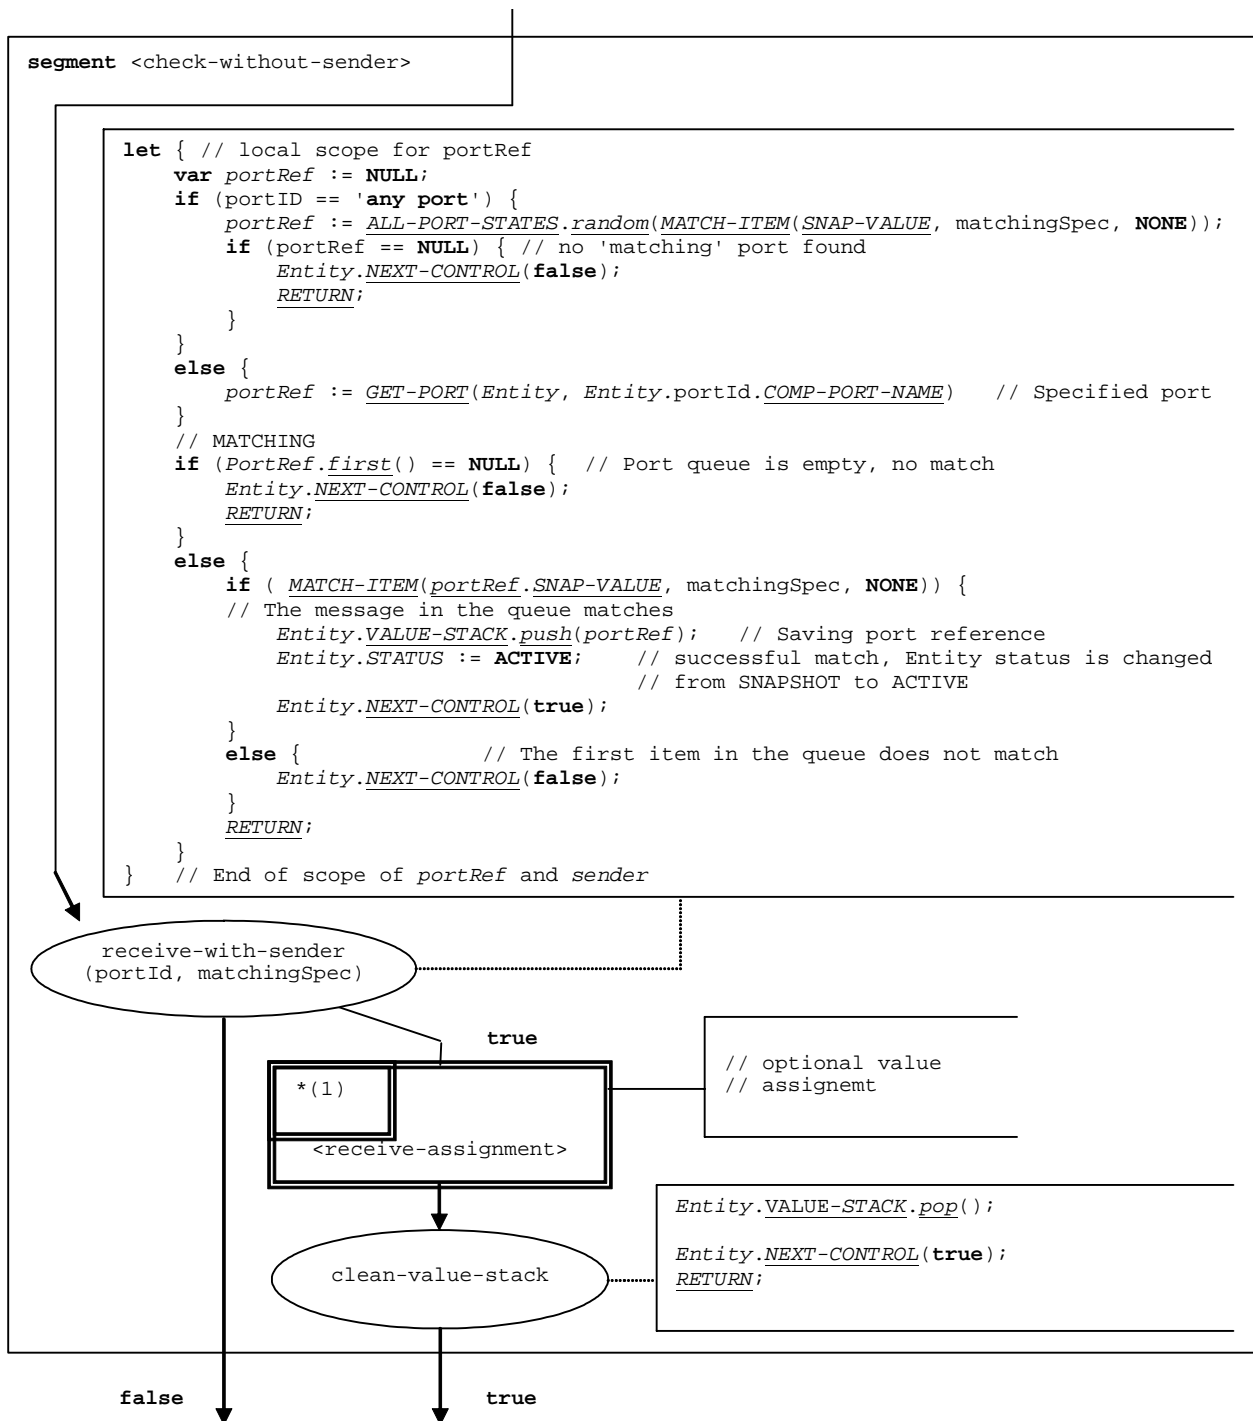 segment <check-without-sender>
let { // local scope for portRef
var portRef := NULL;
if (portID == 'any port') {
portRef := ALL-PORT-STATES.random(MATCH-ITEM(SNAP-VALUE, matchingSpec, NONE));
if (portRef == NULL) { // no 'matching' port found
Entity.NEXT-CONTROL(false);
RETURN;
}
}
else {
portRef := GET-PORT(Entity, Entity.portId.COMP-PORT-NAME) // Specified port
}
// MATCHING
if (PortRef.first() == NULL) { // Port queue is empty, no match
Entity.NEXT-CONTROL(false);
RETURN;
}
else {
if ( MATCH-ITEM(portRef.SNAP-VALUE, matchingSpec, NONE)) {
// The message in the queue matches
Entity.VALUE-STACK.push(portRef); // Saving port reference
Entity.STATUS := ACTIVE; // successful match, Entity status is changed
// from SNAPSHOT to ACTIVE
Entity.NEXT-CONTROL(true);
}
else { // The first item in the queue does not match
Entity.NEXT-CONTROL(false);
}
RETURN;
}
} // End of scope of portRef and sender
receive-with-sender
(portId, matchingSpec)
true
// optional value
// assignemt
*(1)
<receive-assignment>
Entity.VALUE-STACK.pop();
Entity.NEXT-CONTROL(true);
RETURN;
clean-value-stack
false
true